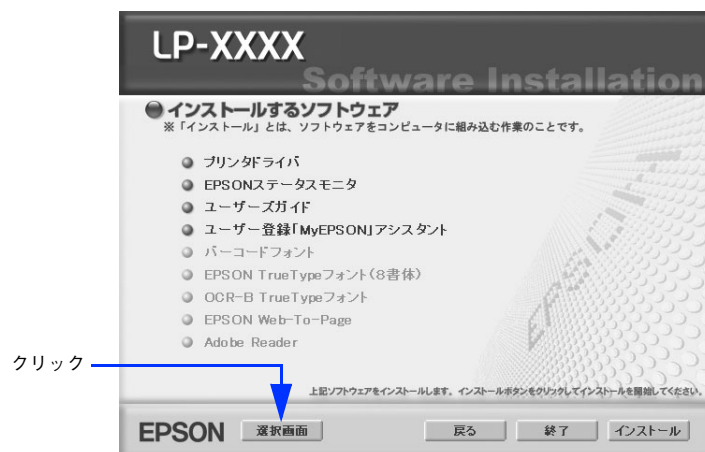 LP-XXXX
Software Installation
インストールするソフトウェア
※「インストール」とは、ソフトウェアをコンピュータに組み込む作業のことです。
プリンタドライバ
EPSONステータスモニタ
ユーザーズガイド
ユーザー登録「MyEPSON」アシスタント
バーコードフォント
EPSON TrueTypeフォント(8書体)
OCR-B TrueTypeフォント
EPSON Web-To-Page
Adobe Reader
EPSON
クリック
上記ソフトウェアをインストールします。インストールボタンをクリックしてインストールを開始してください。
EPSON 選択画面 戻る 終了 インストール